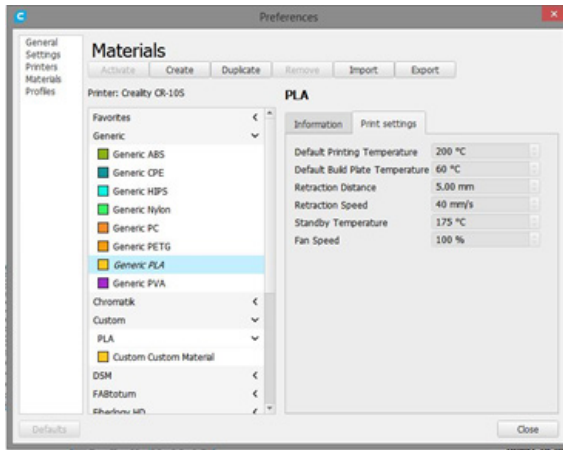 Preferences
General
Settings
Printers
Materials
Profiles
Materials
Activate Create Duplicate Remove Import Export
Printer: Creality CR-10S
Favorites
Generic
Generic ABS
Generic CPE
Generic HIPS
Generic Nylon
Generic PC
Generic PETG
Generic PLA
Generic PVA
Chromatik
Custom
PLA
Custom Custom Material
DSM
FABtotum
Fiberlogy HD
PLA
Information Print settings
Default Printing Temperature 200 °C
Default Build Plate Temperature 60 °C
Retraction Distance 5.00 mm
Retraction Speed 40 mm/s
Standby Temperature 175 °C
Fan Speed 100 %
Defaults Close